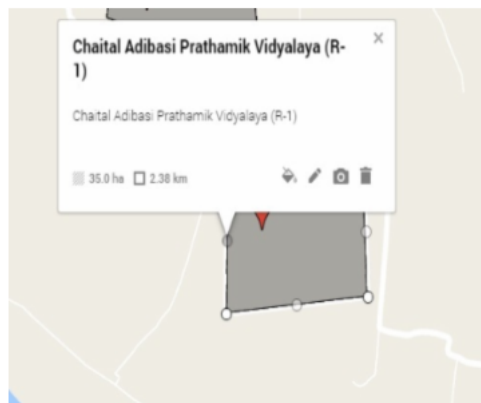 Chaital Adibasi Prathamik Vidyalaya (R-
1)
Chaital Adibasi Prathamik Vidyalaya (R-1)
35.0 ha 2.38 km